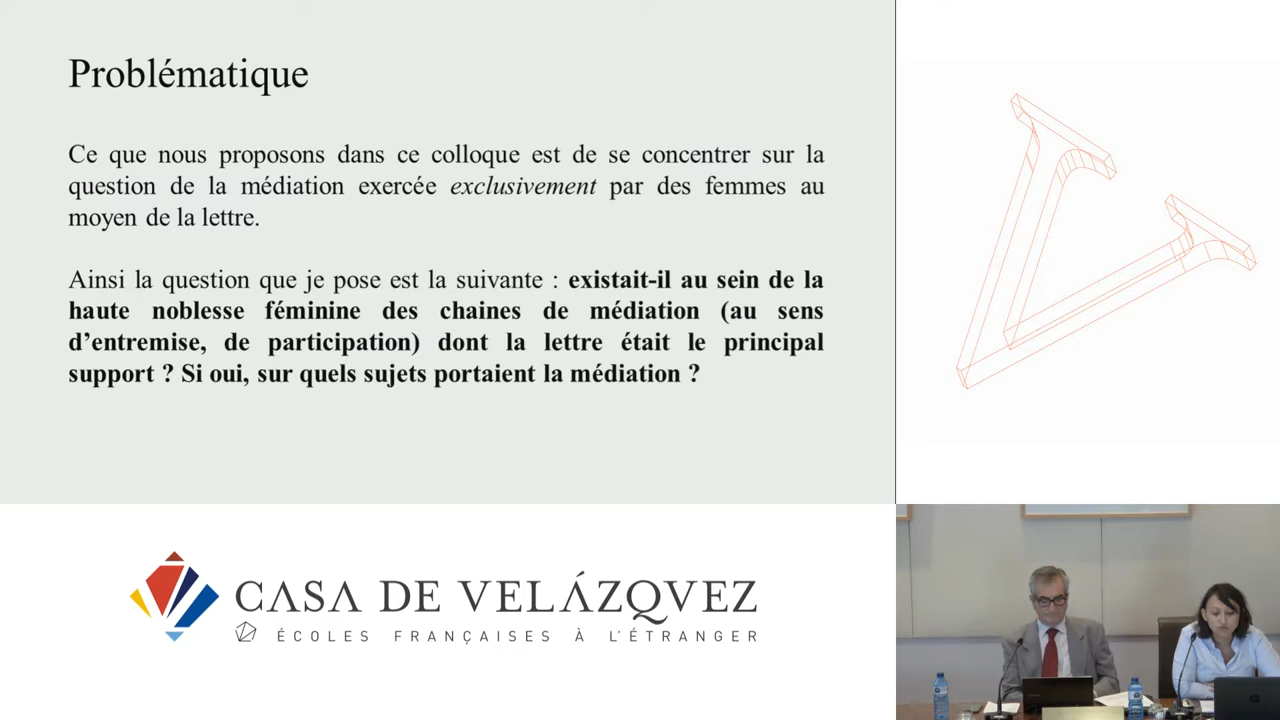 Problématique
Ce que nous proposons dans ce colloque est de se concentrer sur la
question de la médiation exercée exclusivement par des femmes au
moyen de la lettre.
Ainsi la question que je pose est la suivante : existait-il au sein de la
haute noblesse féminine des chaines de médiation (au sens
d'entremise, de participation) dont la lettre était le principal
support ? Si oui, sur quels sujets portaient la médiation ?
CASA DE VELÁZQVEZ
ÉCOLES FRANÇAISES À L'ÉTRANGER